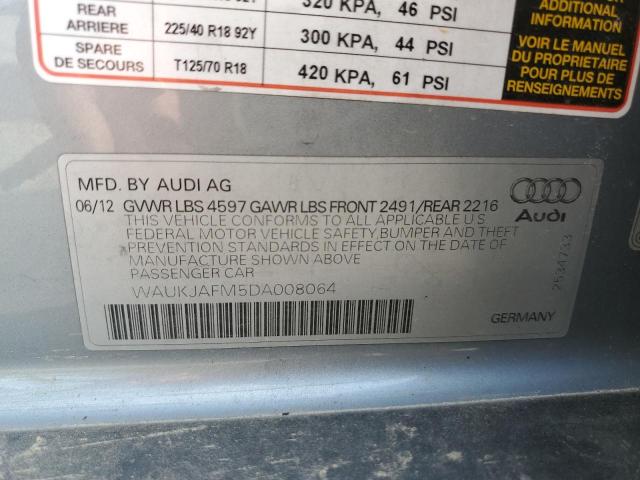 320 KPA, 46 PSI
REAR
ARRIERE
225/40 R18 92Y
300 KPA, 44 PSI
SPARE
DE SECOURS
T125/70 R18
420 KPA, 61 PSI
ADDITIONAL
INFORMATION
VOIR LE MANUEL
DU PROPRIETAIRE
POUR PLUS DE
RENSEIGNEMENTS
MFD. BY AUDI AG
06/12 GVWR LBS 4597 GAWR LBS FRONT 2491/REAR 2216
THIS VEHICLE CONFORMS TO ALL APPLICABLE U.S.
FEDERAL MOTOR VEHICLE SAFETY,BUMPER AND THEFT
PREVENTION STANDARDS IN EFFECT ON THE DATE OF
MANUFACTURE SHOWN ABOVE
PASSENGER CAR
WAUKJAFM5DA008064
Audi
2534733
GERMANY